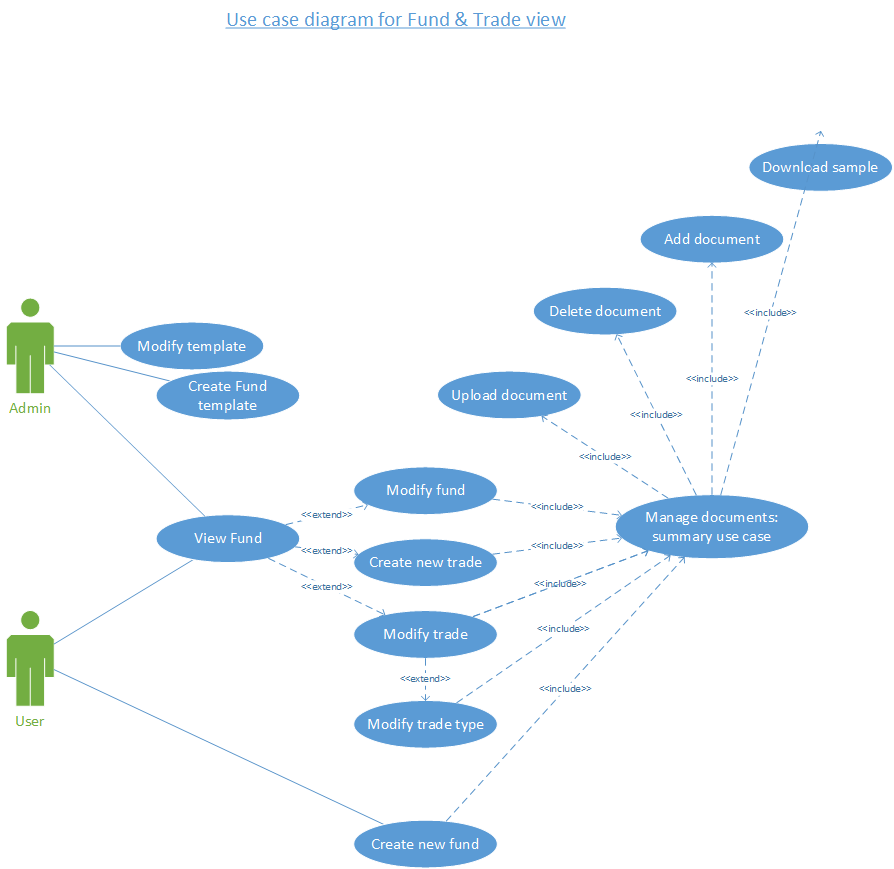 Use case diagram for Fund & Trade view
Downlcad sample
Add document
Delete document
<<include>>
Modify template
<<include>>
Create Fund
template
Upload document
Admin
<<include>>
<<include>>
Modify fund
<<extend>>
<<include>>
Manage documents:
summary use case
View Fund
<<extend>>
<<include>>
Create new trade
<<extend>>
<<include>>
Modify trade
<<include>>
<<extend>>
<<include>>
User
Modify trade type
Create new fund